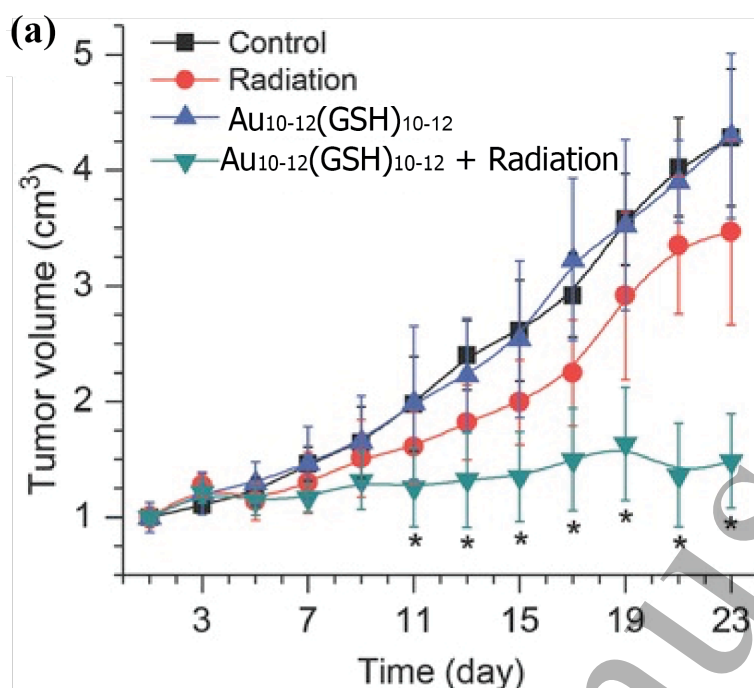 (a)
Control
Radiation
Au10-12(GSH)10-12
Au10-12(GSH)10-12 + Radiation
Tumor volume (cm³)
5
4
3
2
1
* * * * * * *
3 7 11 15 19 23
Time (day)